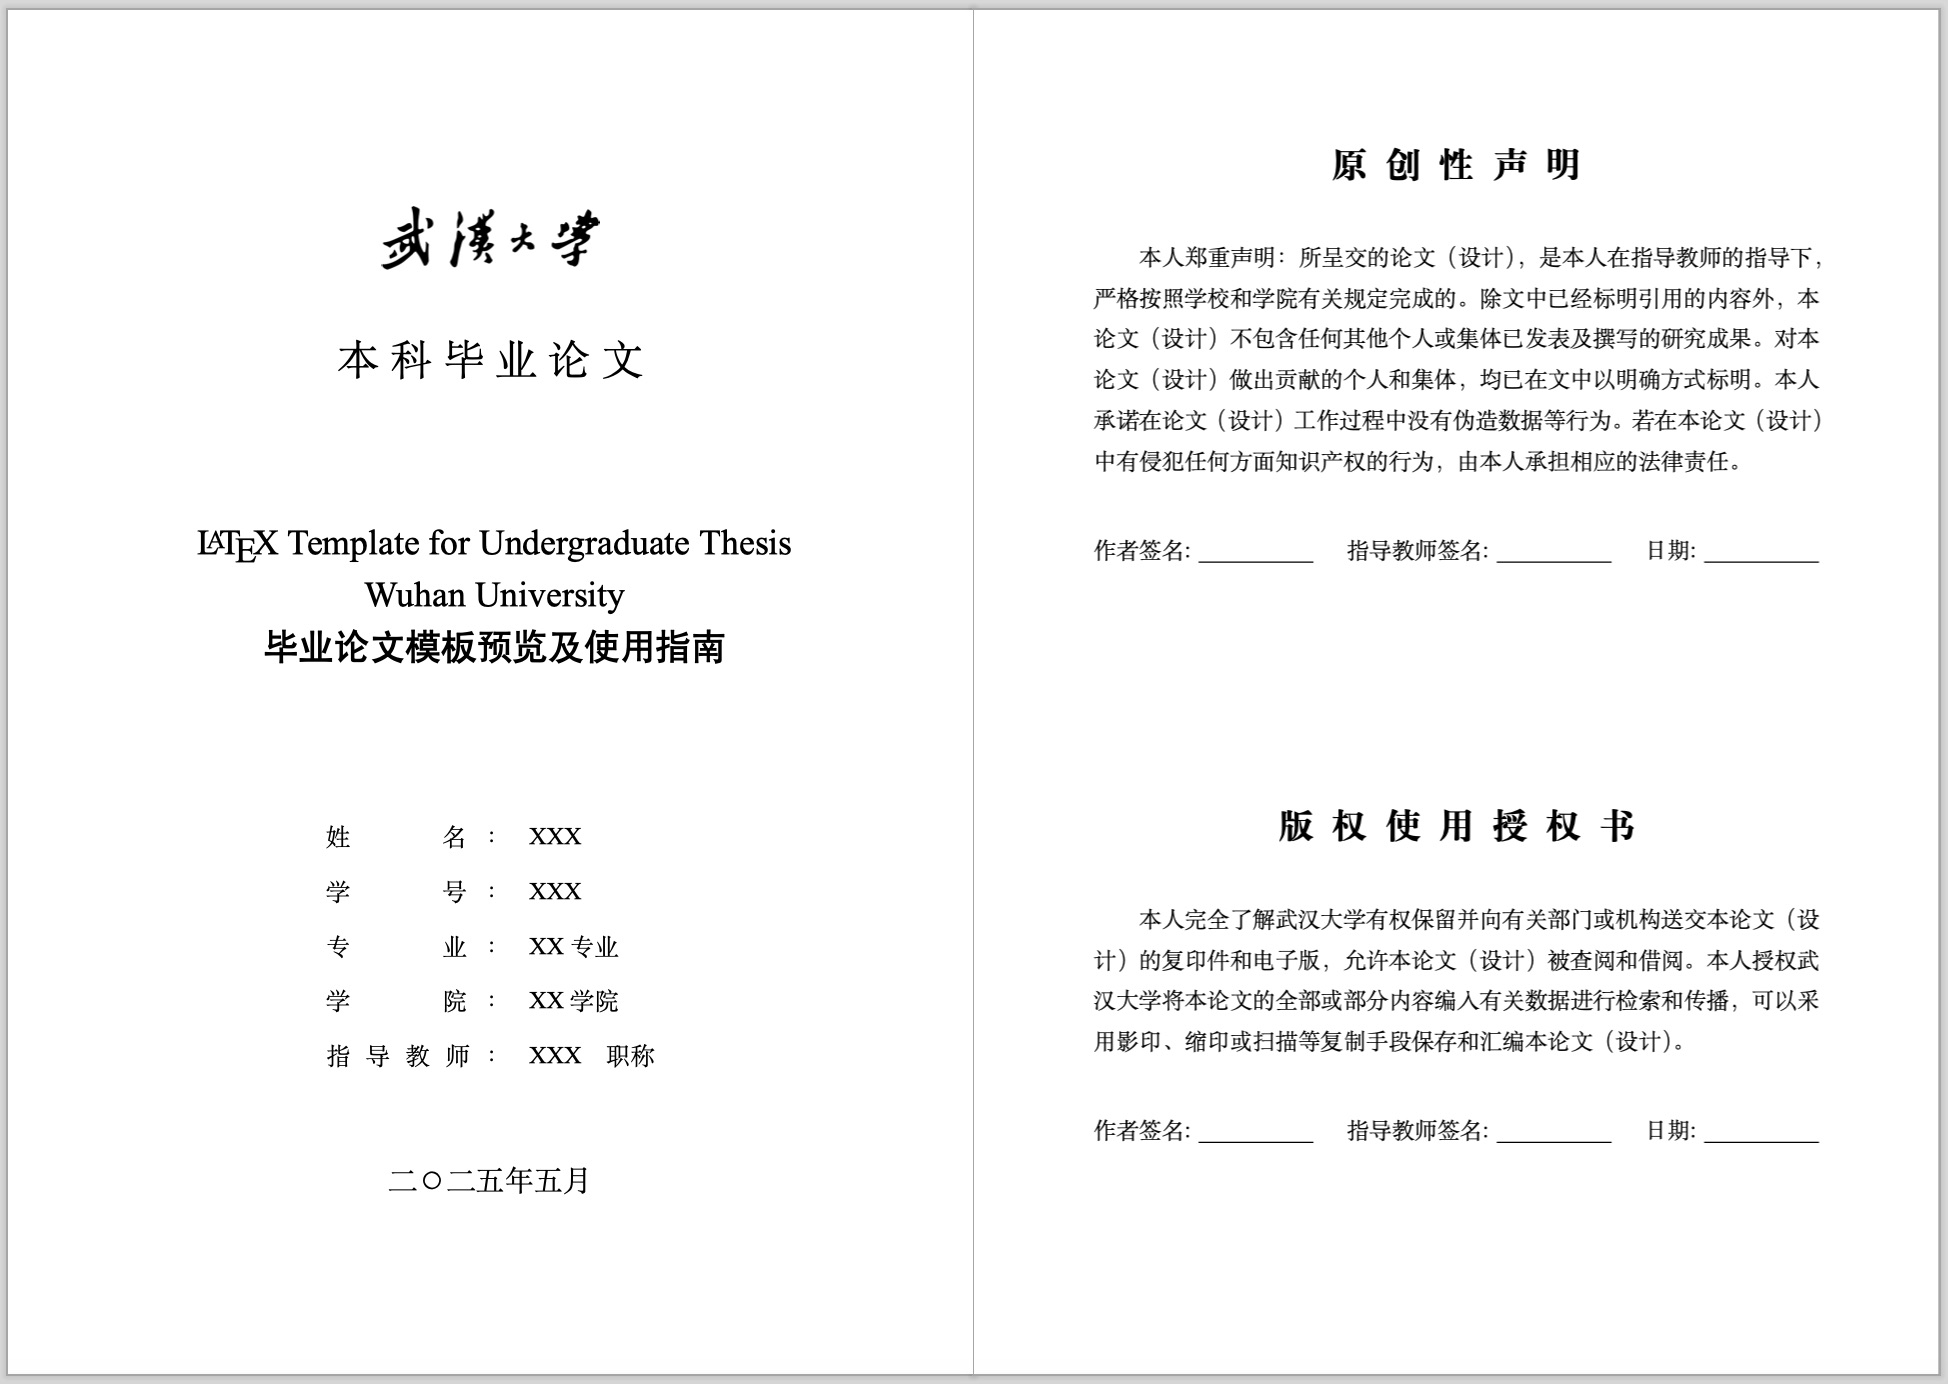 武漢大学
本科毕业论文
LATEX Template for Undergraduate Thesis
Wuhan University
毕业论文模板预览及使用指南
姓名： XXX
学号： XXX
专业： XX 专业
学院： XX 学院
指导教师： XXX 职称
二〇二五年五月
原创性声明
本人郑重声明：所呈交的论文（设计），是本人在指导教师的指导下，
严格按照学校和学院有关规定完成的。除文中已经标明引用的内容外，本
论文（设计）不包含任何其他个人或集体已发表及撰写的研究成果。对本
论文（设计）做出贡献的个人和集体，均已在文中以明确方式标明。本人
承诺在论文（设计）工作过程中没有伪造数据等行为。若在本论文（设计）
中有侵犯任何方面知识产权的行为，由本人承担相应的法律责任。
作者签名: 指导教师签名: 日期:
版权使用授权书
本人完全了解武汉大学有权保留并向有关部门或机构送交本论文（设
计）的复印件和电子版，允许本论文（设计）被查阅和借阅。本人授权武
汉大学将本论文的全部或部分内容编入有关数据进行检索和传播，可以采
用影印、缩印或扫描等复制手段保存和汇编本论文（设计）。
作者签名: 指导教师签名: 日期: